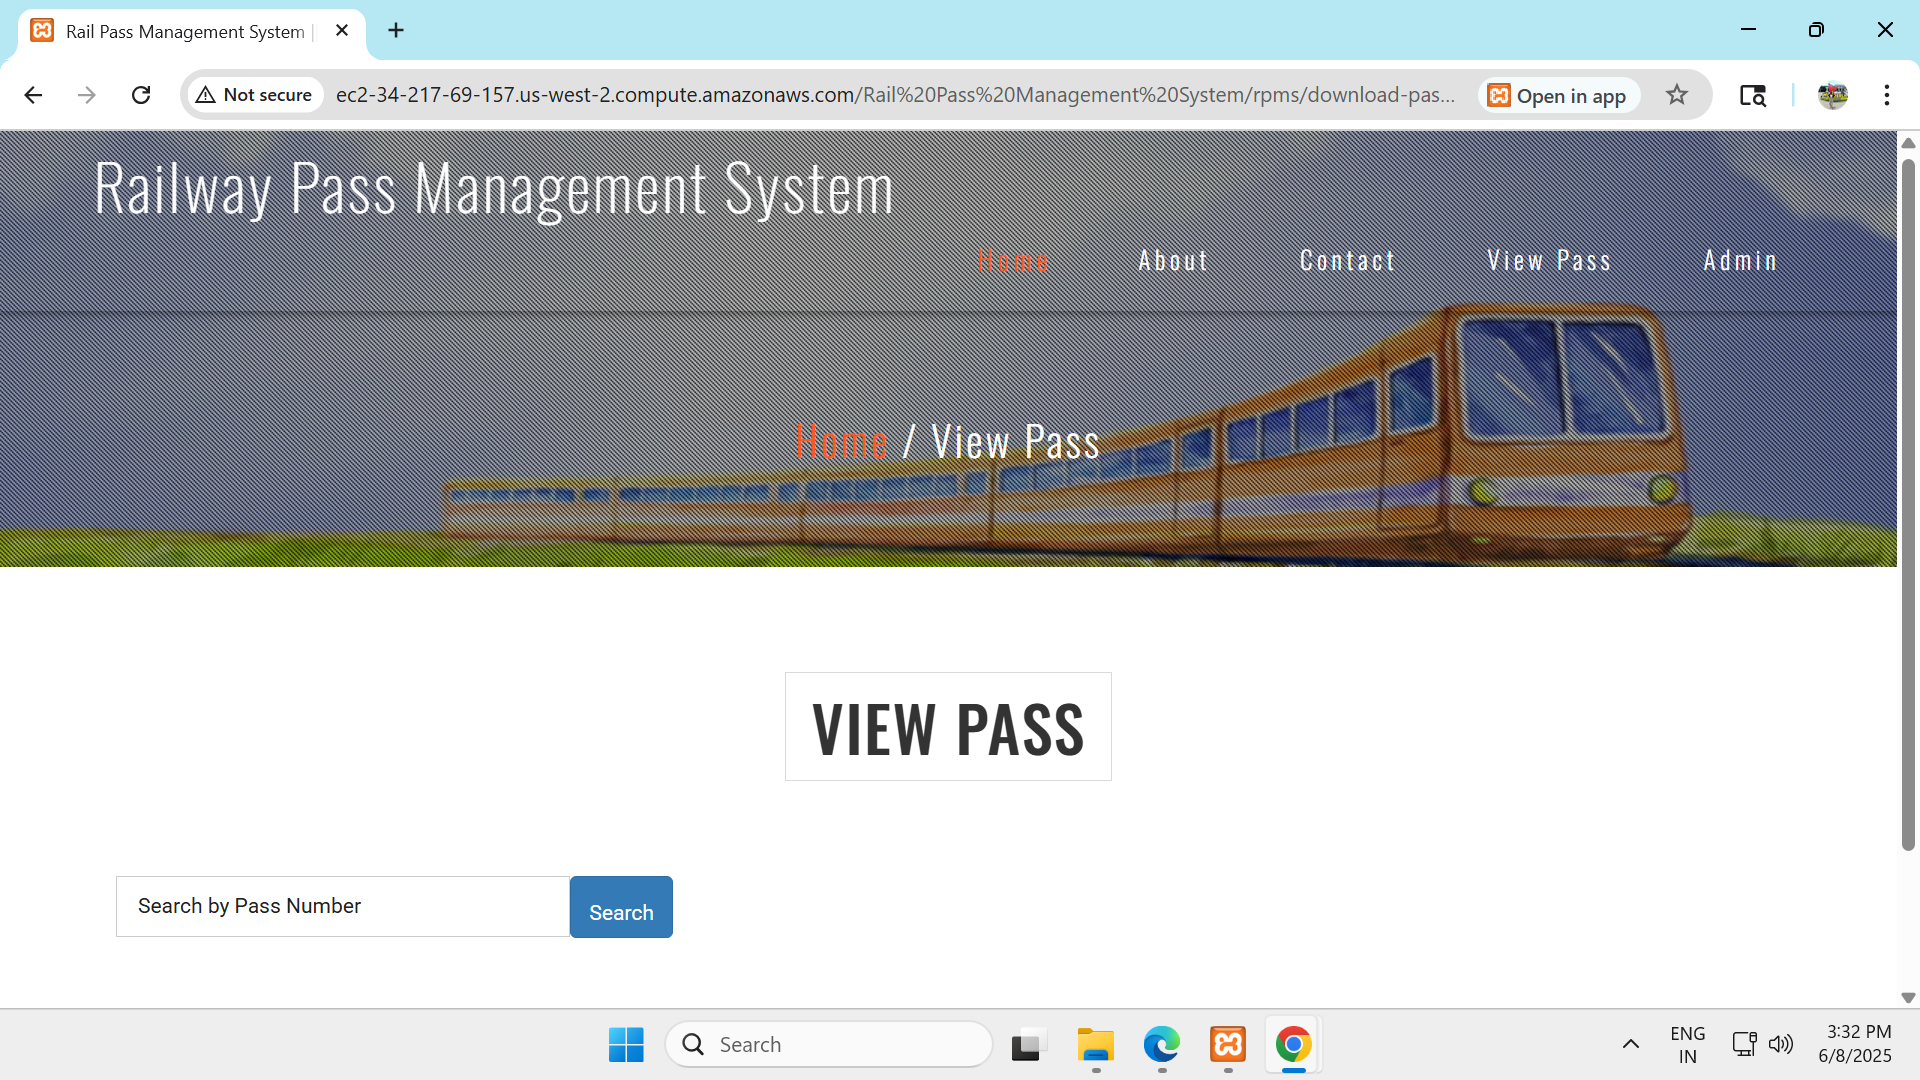 Rail Pass Management System |
Not secure
ec2-34-217-69-157.us-west-2.compute.amazonaws.com/Rail%20Pass%20Management%20System/rpms/download-pas...
Open in app
Railway Pass Management System
Home
About
Contact
View Pass
Admin
Home / View Pass
VIEW PASS
Search by Pass Number
Search
Search
ENG
IN
3:32 PM
6/8/2025